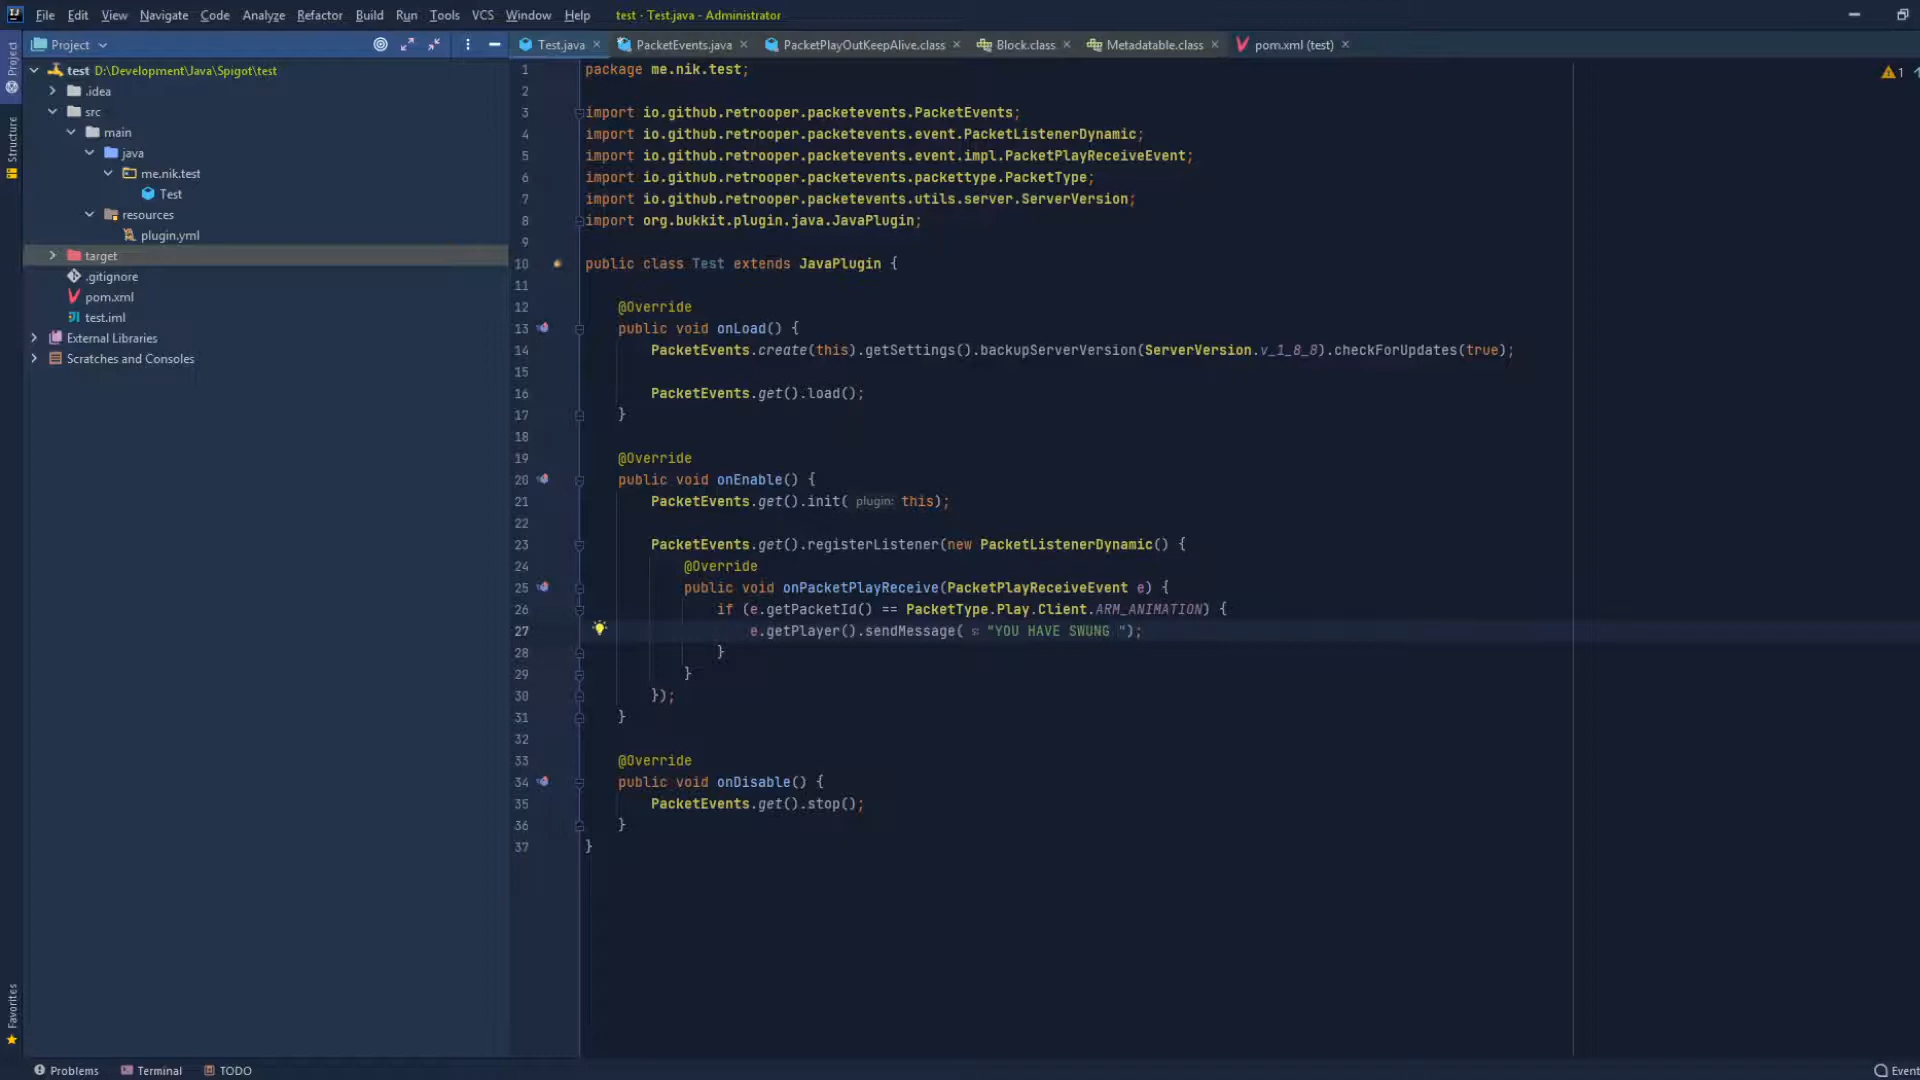 File Edit View Navigate Code Analyze Refactor Build Run Tools VCS Window Help test - Test.java - Administrator
Project
Test.java PacketEvents.java PacketPlayOutKeepAlive.class Block.class Metadatable.class pom.xml (test)
Project
Structure
Favorites
test D:\Development\Java\Spigot\test
.idea
src
main
java
me.nik.test
Test
resources
plugin.yml
target
.gitignore
pom.xml
test.iml
External Libraries
Scratches and Consoles
1 package me.nik.test;
2
3 import io.github.retrooper.packetevents.PacketEvents;
4 import io.github.retrooper.packetevents.event.PacketListenerDynamic;
5 import io.github.retrooper.packetevents.event.impl.PacketPlayReceiveEvent;
6 import io.github.retrooper.packetevents.packettype.PacketType;
7 import io.github.retrooper.packetevents.utils.server.ServerVersion;
8 import org.bukkit.plugin.java.JavaPlugin;
9
10 public class Test extends JavaPlugin {
11
12 @Override
13 public void onLoad() {
14 PacketEvents.create(this).getSettings().backupServerVersion(ServerVersion.v_1_8_8).checkForUpdates(true);
15
16 PacketEvents.get().load();
17 }
18
19 @Override
20 public void onEnable() {
21 PacketEvents.get().init( plugin: this);
22
23 PacketEvents.get().registerListener(new PacketListenerDynamic() {
24 @Override
25 public void onPacketPlayReceive(PacketPlayReceiveEvent e) {
26 if (e.getPacketId() == PacketType.Play.Client.ARM_ANIMATION) {
27 e.getPlayer().sendMessage( s: "YOU HAVE SWUNG ");
28 }
29 }
30 });
31 }
32
33 @Override
34 public void onDisable() {
35 PacketEvents.get().stop();
36 }
37 }
1
Problems Terminal TODO Event